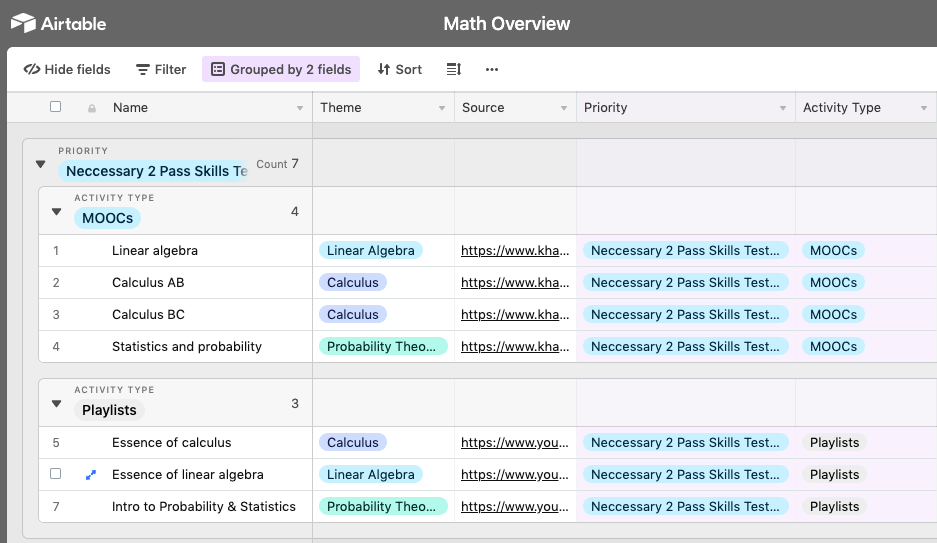 Airtable
Math Overview
Hide fields Filter Grouped by 2 fields Sort ...
Name Theme Source Priority Activity Type
PRIORITY
Neccessary 2 Pass Skills Te Count 7
ACTIVITY TYPE
MOOCs 4
1 Linear algebra Linear Algebra https://www.kha... Neccessary 2 Pass Skills Test... MOOCs
2 Calculus AB Calculus https://www.kha... Neccessary 2 Pass Skills Test... MOOCs
3 Calculus BC Calculus https://www.kha... Neccessary 2 Pass Skills Test... MOOCs
4 Statistics and probability Probability Theo... https://www.kha... Neccessary 2 Pass Skills Test... MOOCs
ACTIVITY TYPE
Playlists 3
5 Essence of calculus Calculus https://www.you... Neccessary 2 Pass Skills Test... Playlists
Essence of linear algebra Linear Algebra https://www.you... Neccessary 2 Pass Skills Test... Playlists
7 Intro to Probability & Statistics Probability Theo... https://www.you... Neccessary 2 Pass Skills Test... Playlists